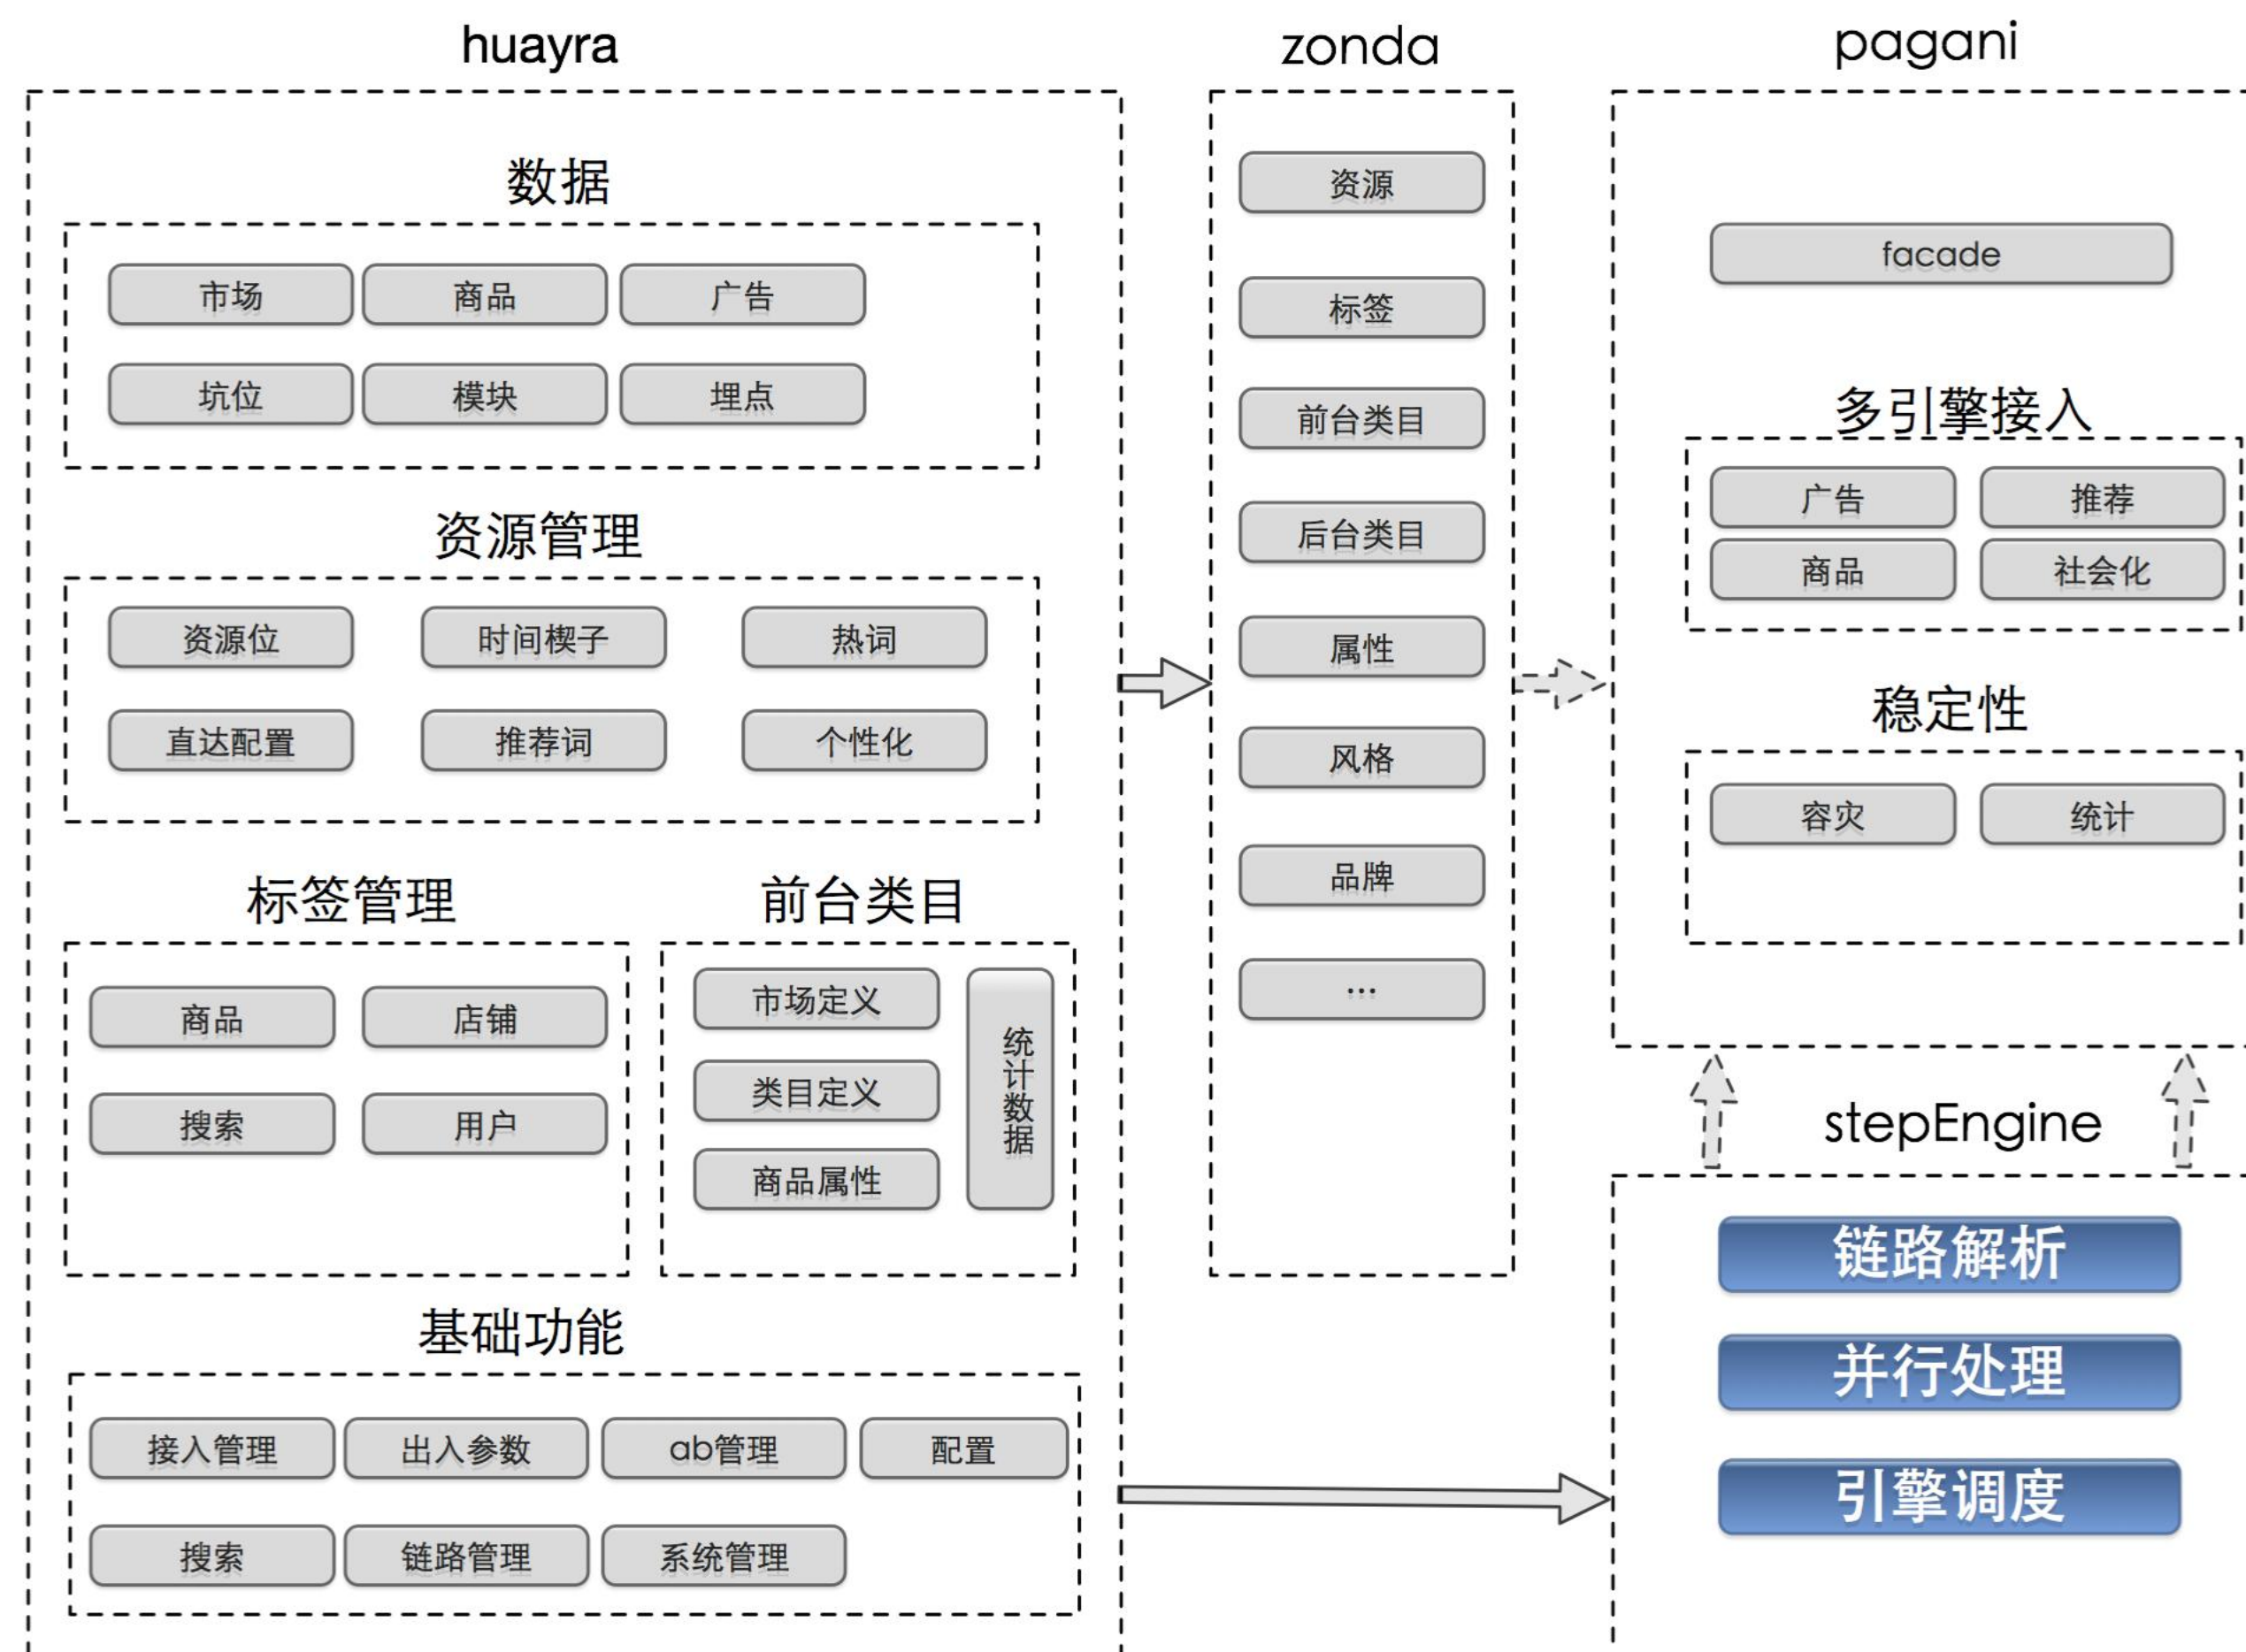 huayra
数据
市场 商品 广告
坑位 模块 埋点
资源管理
资源位 时间楔子 热词
直达配置 推荐词 个性化
标签管理
商品 店铺
搜索 用户
前台类目
市场定义
类目定义
商品属性
统计数据
基础功能
接入管理 出入参数 ab管理 配置
搜索 链路管理 系统管理
zonda
资源
标签
前台类目
后台类目
属性
风格
品牌
...
pagani
facade
多引擎接入
广告 推荐
商品 社会化
稳定性
容灾 统计
stepEngine
链路解析
并行处理
引擎调度